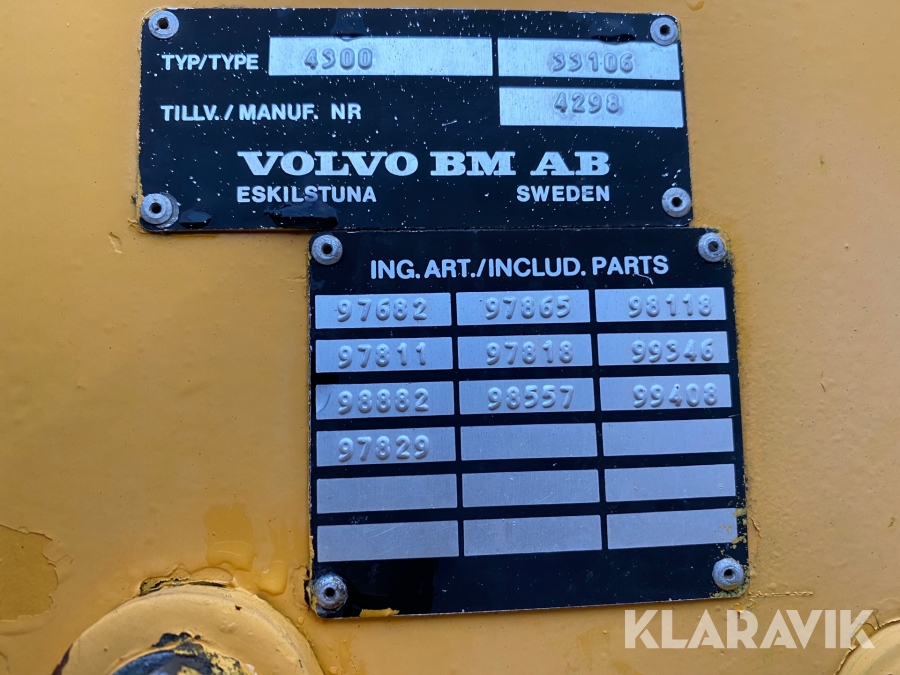 TYP/TYPE 4300 33106
TILLV./MANUF. NR 4298
VOLVO BM AB
ESKILSTUNA SWEDEN
ING. ART./INCLUD. PARTS
97682 97865 98118
97811 97818 99346
98882 98557 99408
97829
KLARAVIK